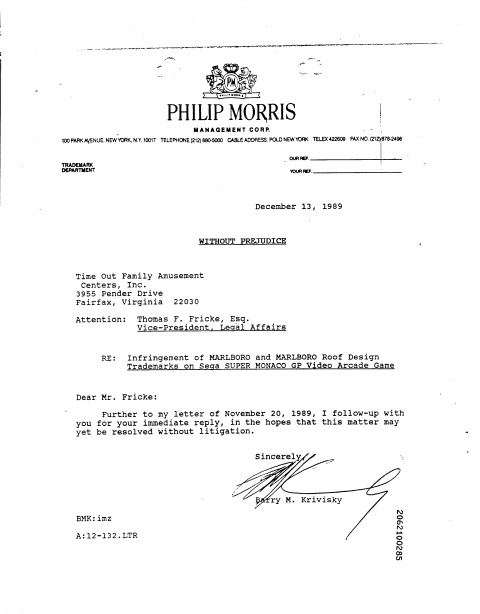 PM
PHILIP MORRIS
MANAGEMENT CORP.
100 PARK AVENUE, NEW YORK, N.Y. 10017 TELEPHONE (212) 880-5000 CABLE ADDRESS: POLD NEW YORK TELEX 422609 FAX NO. (212) 878-2498
OUR REF.
TRADEMARK
DEPARTMENT
YOUR REF.
December 13, 1989
WITHOUT PREJUDICE
Time Out Family Amusement
Centers, Inc.
3955 Pender Drive
Fairfax, Virginia 22030
Attention: Thomas F. Fricke, Esq.
Vice-President, Legal Affairs
RE: Infringement of MARLBORO and MARLBORO Roof Design
Trademarks on Sega SUPER MONACO GP Video Arcade Game
Dear Mr. Fricke:
Further to my letter of November 20, 1989, I follow-up with
you for your immediate reply, in the hopes that this matter may
yet be resolved without litigation.
Sincerely,
Barry M. Krivisky
BMK:imz
A:12-132.LTR
2062100285